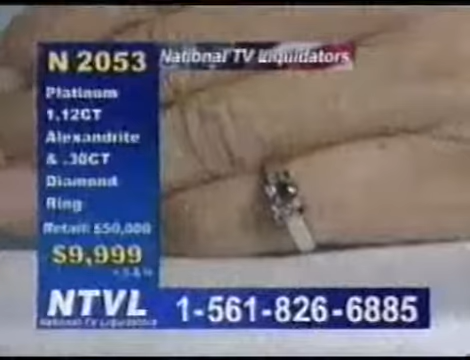 N 2053
National TV Liquidators
Platinum
1.12CT
Alexandrite
& .30CT
Diamond
Ring
Retail: $50,000
$9,999
+ S & H
NTVL
National TV Liquidators
1-561-826-6885